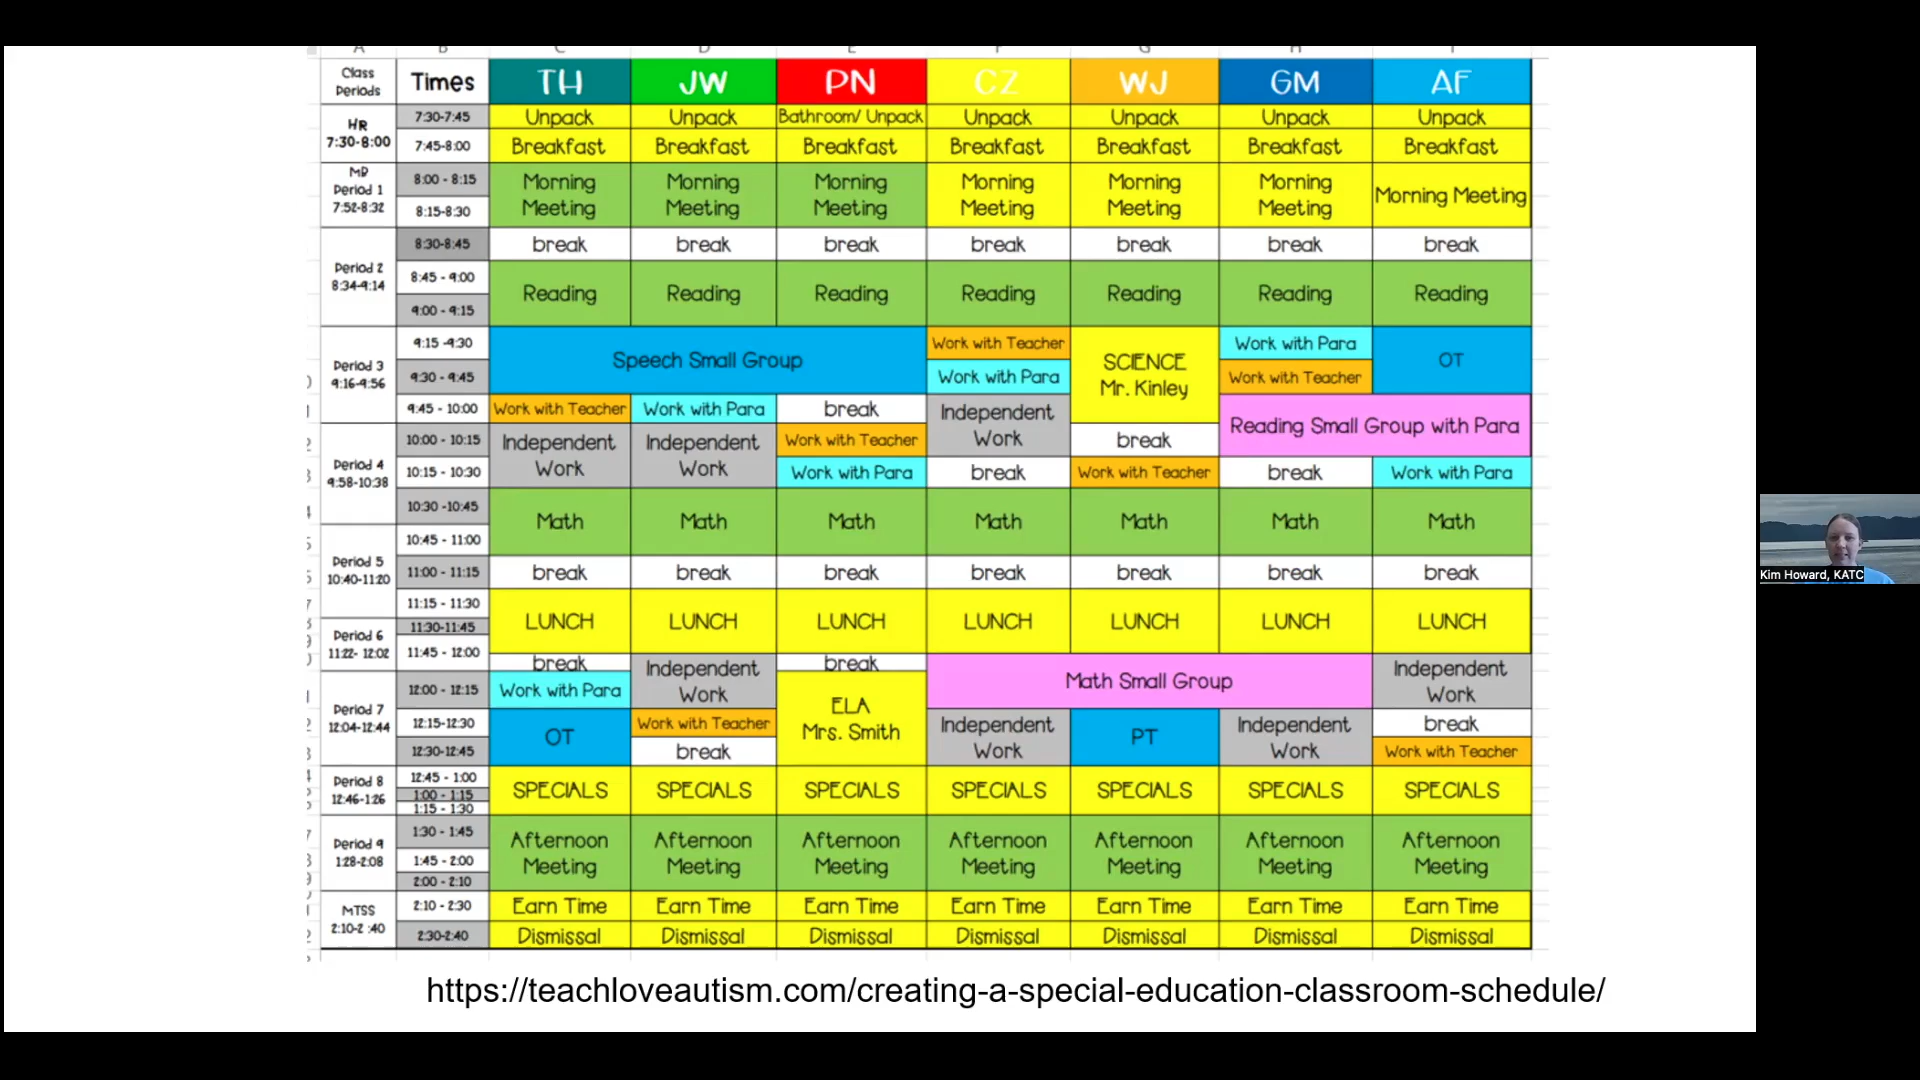 A B C D E F G H I
Class Periods Times TH JW PN CZ WJ GM AF
HR 7:30-8:00
7:30-7:45 Unpack Unpack Bathroom/ Unpack Unpack Unpack Unpack Unpack
7:45-8:00 Breakfast Breakfast Breakfast Breakfast Breakfast Breakfast Breakfast
MP Period 1 7:52-8:32
8:00 - 8:15 Morning Meeting Morning Meeting Morning Meeting Morning Meeting Morning Meeting Morning Meeting Morning Meeting
8:15-8:30
Period 2 8:34-9:14
8:30-8:45 break break break break break break break
8:45 - 9:00 Reading Reading Reading Reading Reading Reading Reading
9:00 - 9:15
Period 3 9:16-9:56
9:15 -9:30 Speech Small Group Work with Teacher SCIENCE Mr. Kinley Work with Para OT
9:30 - 9:45 Work with Para Work with Teacher
9:45 - 10:00 Work with Teacher Work with Para break Independent Work Reading Small Group with Para
Period 4 9:58-10:38
10:00 - 10:15 Independent Work Independent Work Work with Teacher break
10:15 - 10:30 Work with Para break Work with Teacher break Work with Para
10:30 -10:45 Math Math Math Math Math Math Math
Period 5 10:40-11:20
10:45 - 11:00
11:00 - 11:15 break break break break break break break
11:15 - 11:30 LUNCH LUNCH LUNCH LUNCH LUNCH LUNCH LUNCH
Period 6 11:22- 12:02
11:30-11:45
11:45 - 12:00 break Independent Work break Math Small Group Independent Work
Period 7 12:04-12:44
12:00 - 12:15 Work with Para ELA Mrs. Smith
12:15-12:30 OT Work with Teacher Independent Work PT Independent Work break
12:30-12:45 break Work with Teacher
Period 8 12:46-1:26
12:45 - 1:00 SPECIALS SPECIALS SPECIALS SPECIALS SPECIALS SPECIALS SPECIALS
1:00 - 1:15
1:15 - 1:30
Period 9 1:28-2:08
1:30 - 1:45 Afternoon Meeting Afternoon Meeting Afternoon Meeting Afternoon Meeting Afternoon Meeting Afternoon Meeting Afternoon Meeting
1:45 - 2:00
2:00 - 2:10
MTSS 2:10-2 :40
2:10 - 2:30 Earn Time Earn Time Earn Time Earn Time Earn Time Earn Time Earn Time
2:30-2:40 Dismissal Dismissal Dismissal Dismissal Dismissal Dismissal Dismissal
https://teachloveautism.com/creating-a-special-education-classroom-schedule/
Kim Howard, KATC